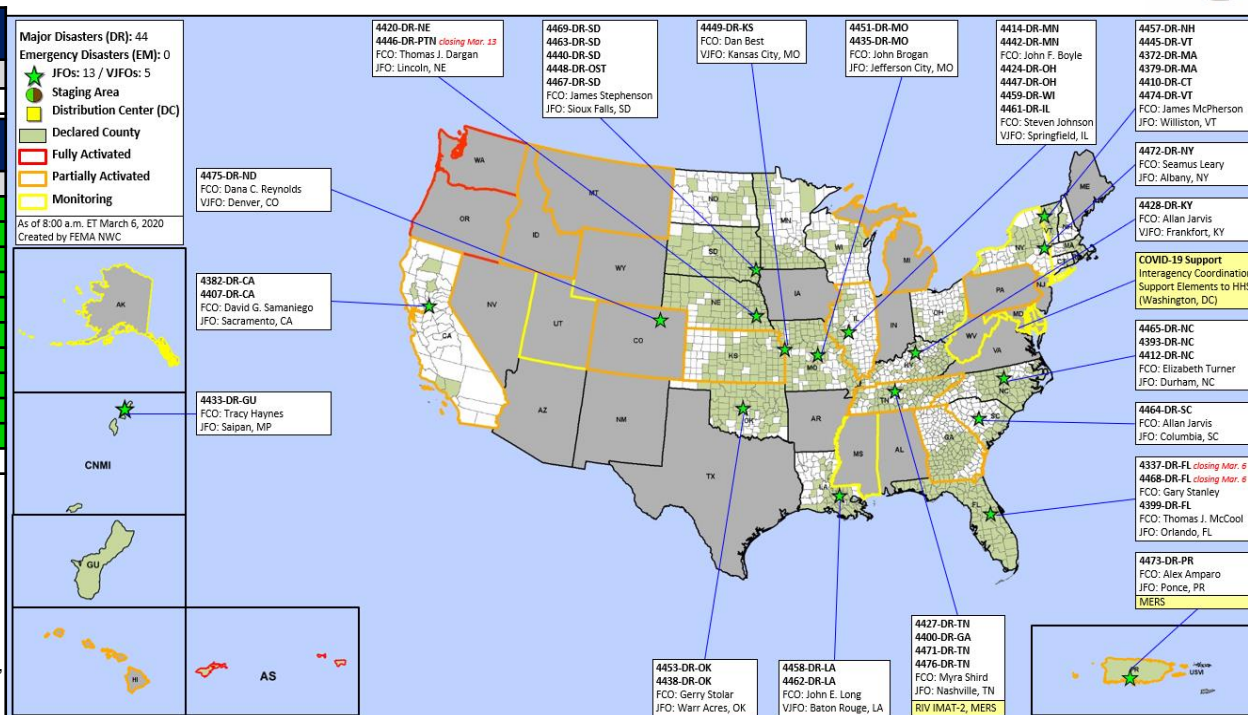 Major Disasters (DR): 44
Emergency Disasters (EM): 0
JFOs: 13 / VJFOs: 5
Staging Area
Distribution Center (DC)
Declared County
Fully Activated
Partially Activated
Monitoring
As of 8:00 a.m. ET March 6, 2020
Created by FEMA NWC
4420-DR-NE
4446-DR-PTN closing Mar. 13
FCO: Thomas J. Dargan
JFO: Lincoln, NE
4469-DR-SD
4463-DR-SD
4440-DR-SD
4448-DR-OST
4467-DR-SD
FCO: James Stephenson
JFO: Sioux Falls, SD
4449-DR-KS
FCO: Dan Best
VJFO: Kansas City, MO
4451-DR-MO
4435-DR-MO
FCO: John Brogan
JFO: Jefferson City, MO
4414-DR-MN
4442-DR-MN
FCO: John F. Boyle
4424-DR-OH
4447-DR-OH
4459-DR-WI
4461-DR-IL
FCO: Steven Johnson
VJFO: Springfield, IL
4457-DR-NH
4445-DR-VT
4372-DR-MA
4379-DR-MA
4410-DR-CT
4474-DR-VT
FCO: James McPherson
JFO: Williston, VT
4472-DR-NY
FCO: Seamus Leary
JFO: Albany, NY
4428-DR-KY
FCO: Allan Jarvis
VJFO: Frankfort, KY
COVID-19 Support
Interagency Coordination
Support Elements to HHS
(Washington, DC)
4465-DR-NC
4393-DR-NC
4412-DR-NC
FCO: Elizabeth Turner
JFO: Durham, NC
4464-DR-SC
FCO: Allan Jarvis
JFO: Columbia, SC
4337-DR-FL closing Mar. 6
4468-DR-FL closing Mar. 6
FCO: Gary Stanley
4399-DR-FL
FCO: Thomas J. McCool
JFO: Orlando, FL
4473-DR-PR
FCO: Alex Amparo
JFO: Ponce, PR
MERS
4475-DR-ND
FCO: Dana C. Reynolds
VJFO: Denver, CO
4382-DR-CA
4407-DR-CA
FCO: David G. Samaniego
JFO: Sacramento, CA
4433-DR-GU
FCO: Tracy Haynes
JFO: Saipan, MP
4453-DR-OK
4438-DR-OK
FCO: Gerry Stolar
JFO: Warr Acres, OK
4458-DR-LA
4462-DR-LA
FCO: John E. Long
VJFO: Baton Rouge, LA
4427-DR-TN
4400-DR-GA
4471-DR-TN
4476-DR-TN
FCO: Myra Shird
JFO: Nashville, TN
RIV IMAT-2, MERS
WA
MT
ND
MN
ME
OR
ID
WY
SD
WI
MI
NY
VT
NH
MA
CT
NV
UT
CO
NE
IA
IL
IN
OH
PA
NJ
MD
WV
VA
CA
KS
MO
KY
NC
AZ
NM
OK
AR
TN
SC
TX
LA
MS
AL
GA
FL
AK
CNMI
GU
HI
AS
PR
USVI